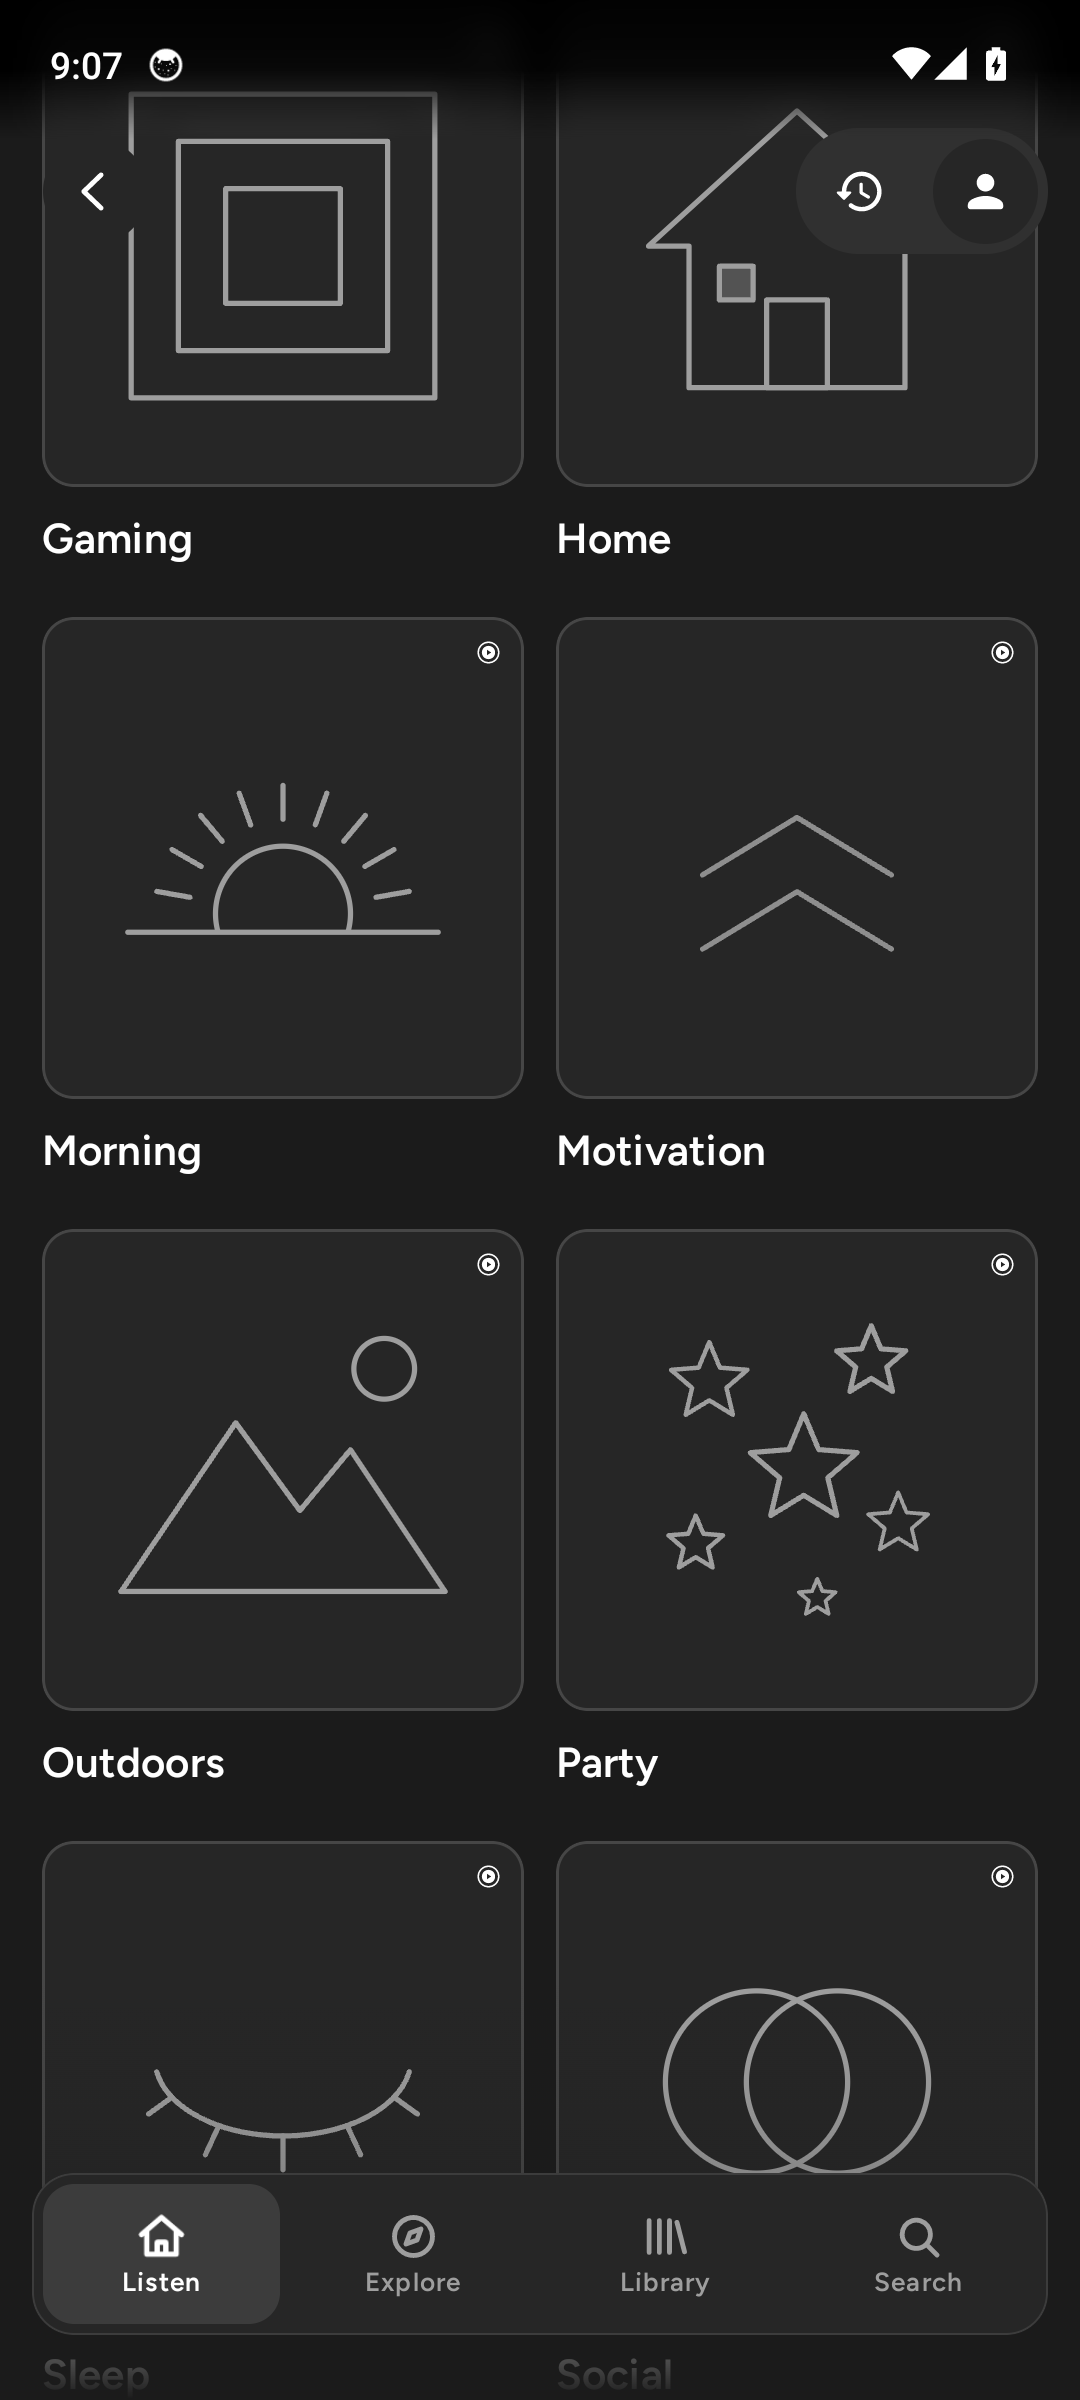 9:07
Gaming
Home
Morning
Motivation
Outdoors
Party
Listen
Explore
Library
Search
Sleep
Social